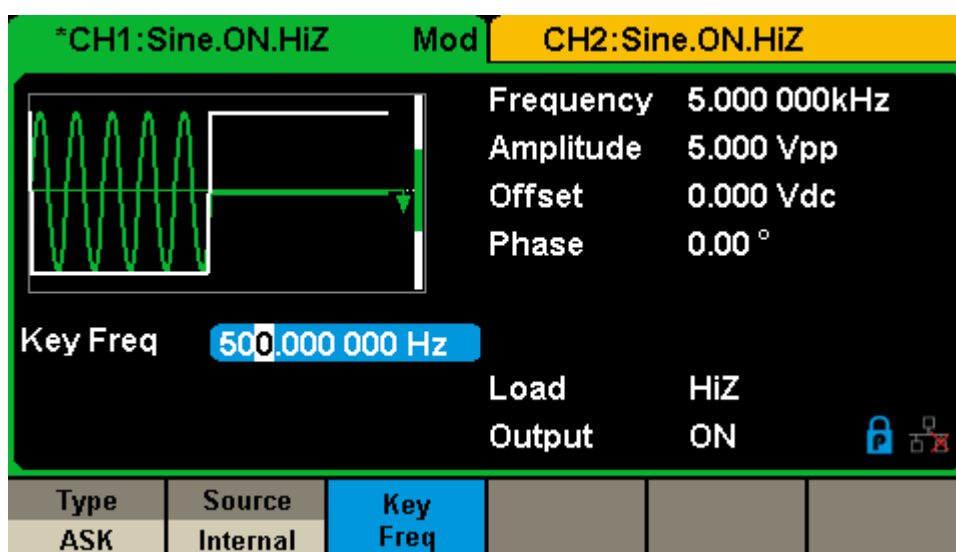 *CH1:Sine.ON.HiZ Mod CH2:Sine.ON.HiZ
Frequency 5.000 000kHz
Amplitude 5.000 Vpp
Offset 0.000 Vdc
Phase 0.00 °
Key Freq 500.000 000 Hz
Load HiZ
Output ON P
Type Source Key
ASK Internal Freq